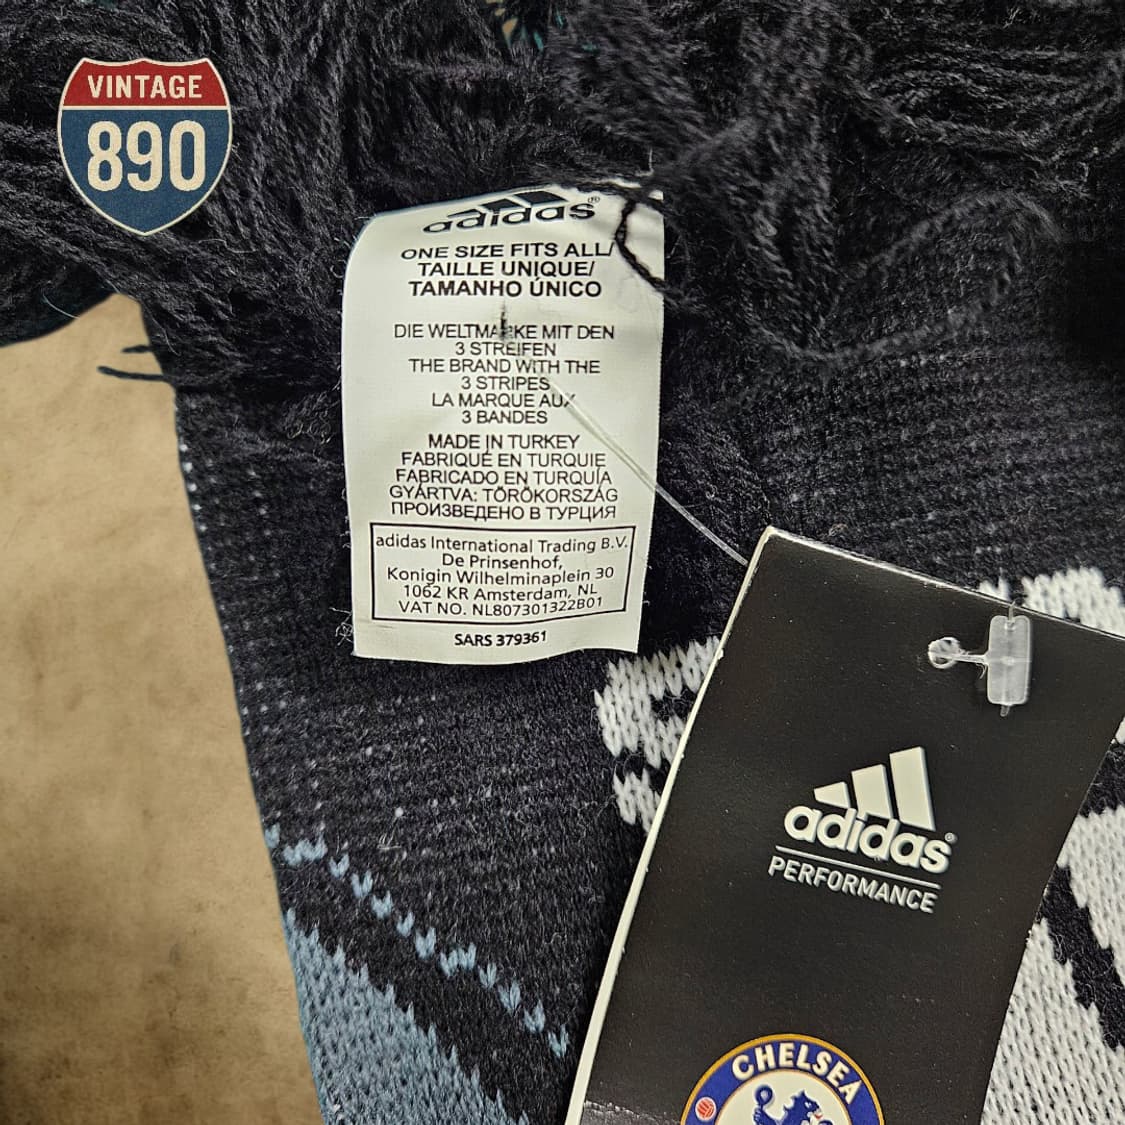 VINTAGE
890
adidas®
ONE SIZE FITS ALL/
TAILLE UNIQUE/
TAMANHO ÚNICO
DIE WELTMARKE MIT DEN
3 STREIFEN
THE BRAND WITH THE
3 STRIPES
LA MARQUE AUX
3 BANDES
MADE IN TURKEY
FABRIQUÉ EN TURQUIE
FABRICADO EN TURQUÍA
GYÁRTVA: TÖRÖKORSZÁG
ПРОИЗВЕДЕНО В ТУРЦИЯ
adidas International Trading B.V.
De Prinsenhof,
Konigin Wilhelminaplein 30
1062 KR Amsterdam, NL
VAT NO. NL807301322B01
SARS 379361
adidas®
PERFORMANCE
CHELSEA